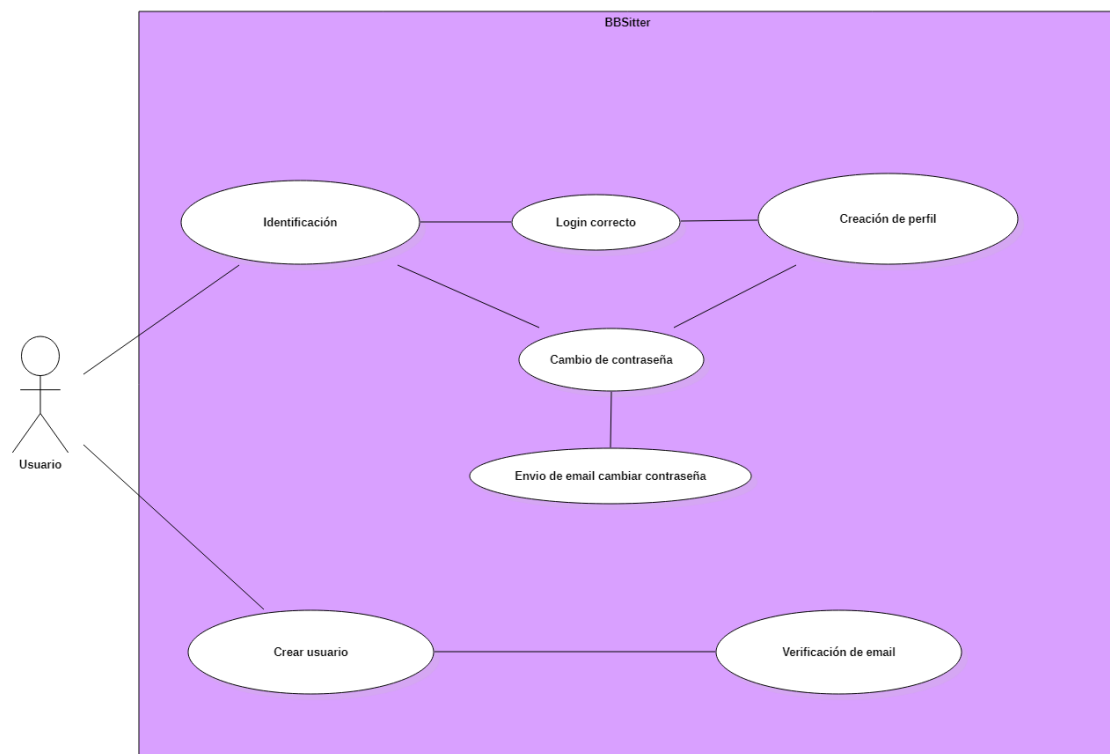 BBSitter
Identificación
Login correcto
Creación de perfil
Cambio de contraseña
Usuario
Envio de email cambiar contraseña
Crear usuario
Verificación de email